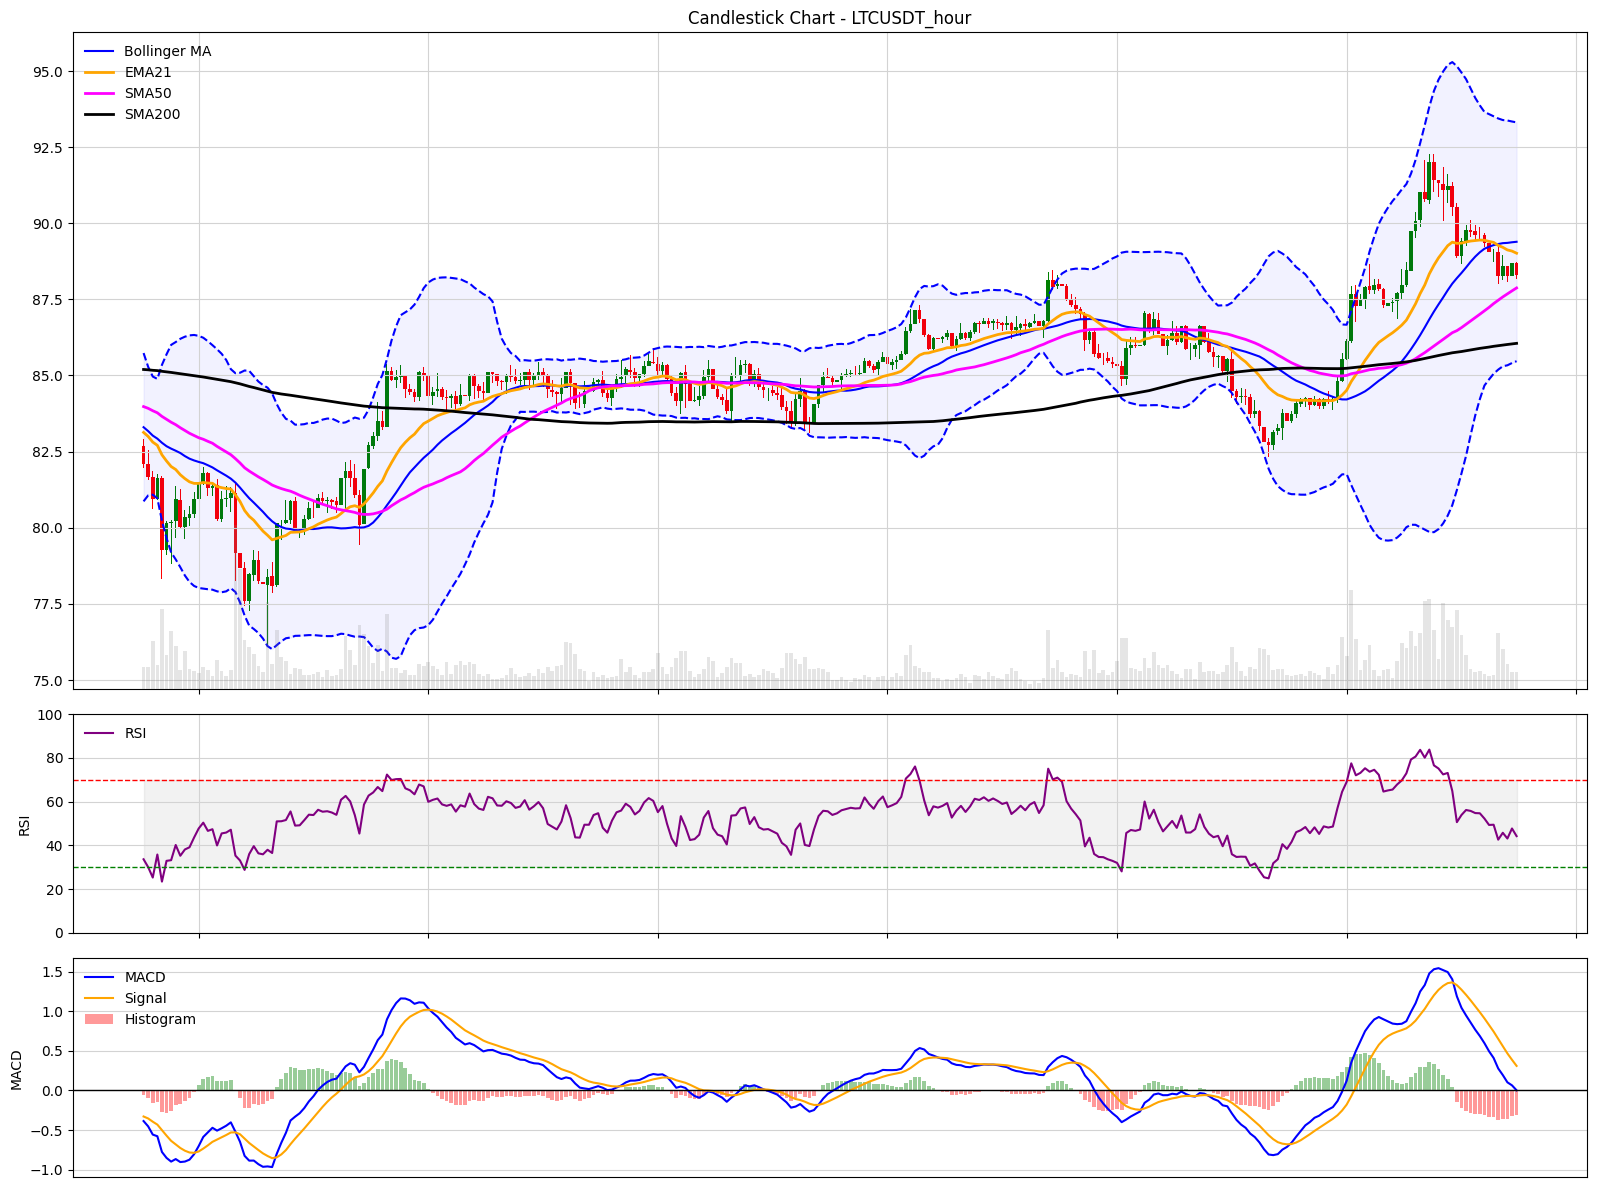 Candlestick Chart - LTCUSDT_hour
Bollinger MA
EMA21
SMA50
SMA200
95.0
92.5
90.0
87.5
85.0
82.5
80.0
77.5
75.0
RSI
100
80
60
40
20
0
RSI
MACD
Signal
Histogram
1.5
1.0
0.5
0.0
−0.5
−1.0
MACD